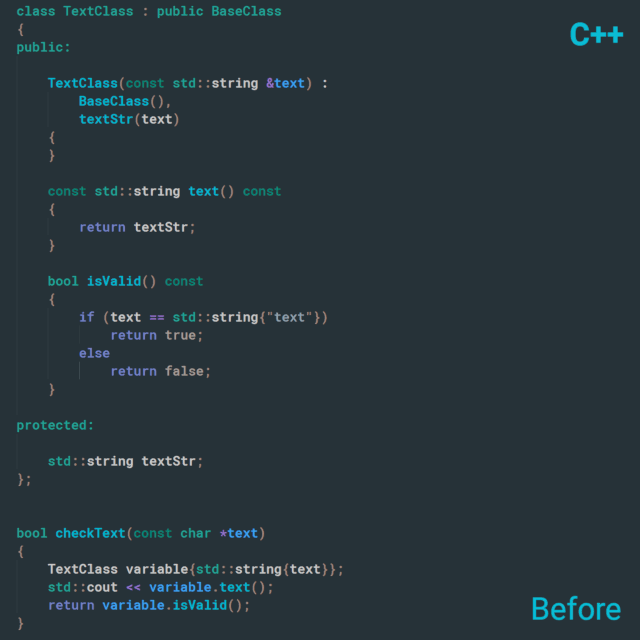 class TextClass : public BaseClass
C++
{
public:
TextClass(const std::string &text) :
BaseClass(),
textStr(text)
{
}
const std::string text() const
{
return textStr;
}
bool isValid() const
{
if (text == std::string{"text"})
return true;
else
return false;
}
protected:
std::string textStr;
};
bool checkText(const char *text)
{
TextClass variable{std::string{text}};
std::cout << variable.text();
return variable.isValid();
}
Before